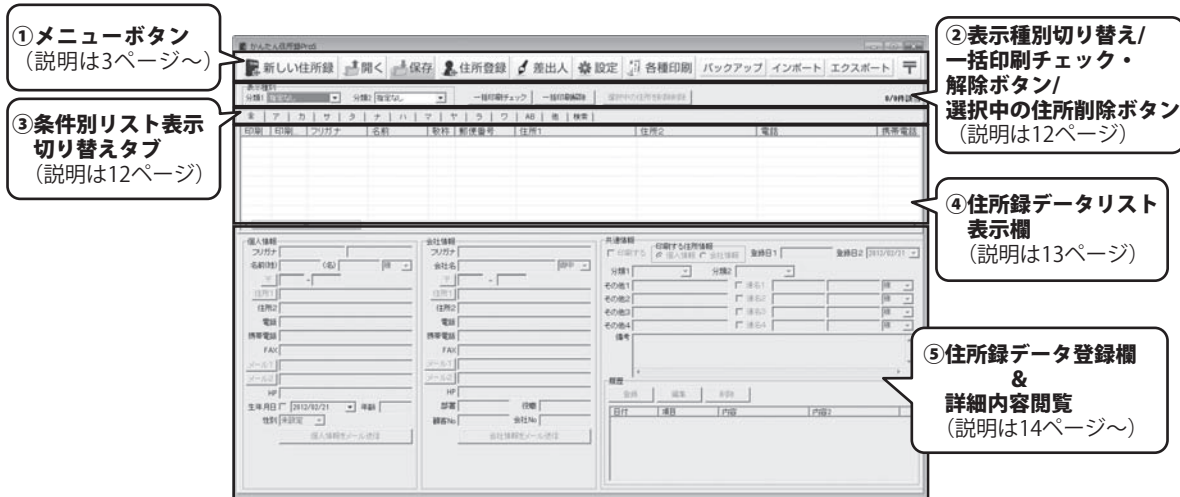 ①メニューボタン
（説明は3ページ～）
②表示種別切り替え/
一括印刷チェック・
解除ボタン/
選択中の住所削除ボタン
（説明は12ページ）
③条件別リスト表示
切り替えタブ
（説明は12ページ）
④住所録データリスト
表示欄
（説明は13ページ）
⑤住所録データ登録欄
&
詳細内容閲覧
（説明は14ページ～）
かんたん住所録Pro5
新しい住所録 開く 保存 住所登録 差出人 設定 各種印刷 バックアップ インポート エクスポート 〒
表示種別
分類1 指定なし 分類2 指定なし 一括印刷チェック 一括印刷解除
全 ア カ サ タ ナ ハ マ ヤ ラ ワ AB 他 検索
印刷 印刷... フリガナ 名前 敬称 郵便番号 住所1 住所2 電話 携帯電話
個人情報
フリガナ
名前(姓) (名) 様
〒 -
住所1
住所2
電話
携帯電話
FAX
メール1
メール2
HP
生年月日 2012/02/21 年齢
性別 未設定
個人情報をメール送信
会社情報
フリガナ
会社名 御中
〒 -
住所1
住所2
電話
FAX
メール1
メール2
HP
部署 役職
顧客No 会社No
会社情報をメール送信
共通情報
印刷する 印刷する住所情報 個人情報 会社情報 登録日1 登録日2 2012/02/21
分類1 分類2
その他1 連名1 様
その他2 連名2 様
その他3 連名3 様
その他4 連名4 様
備考
履歴
登録 編集 削除
日付 項目 内容 内容2